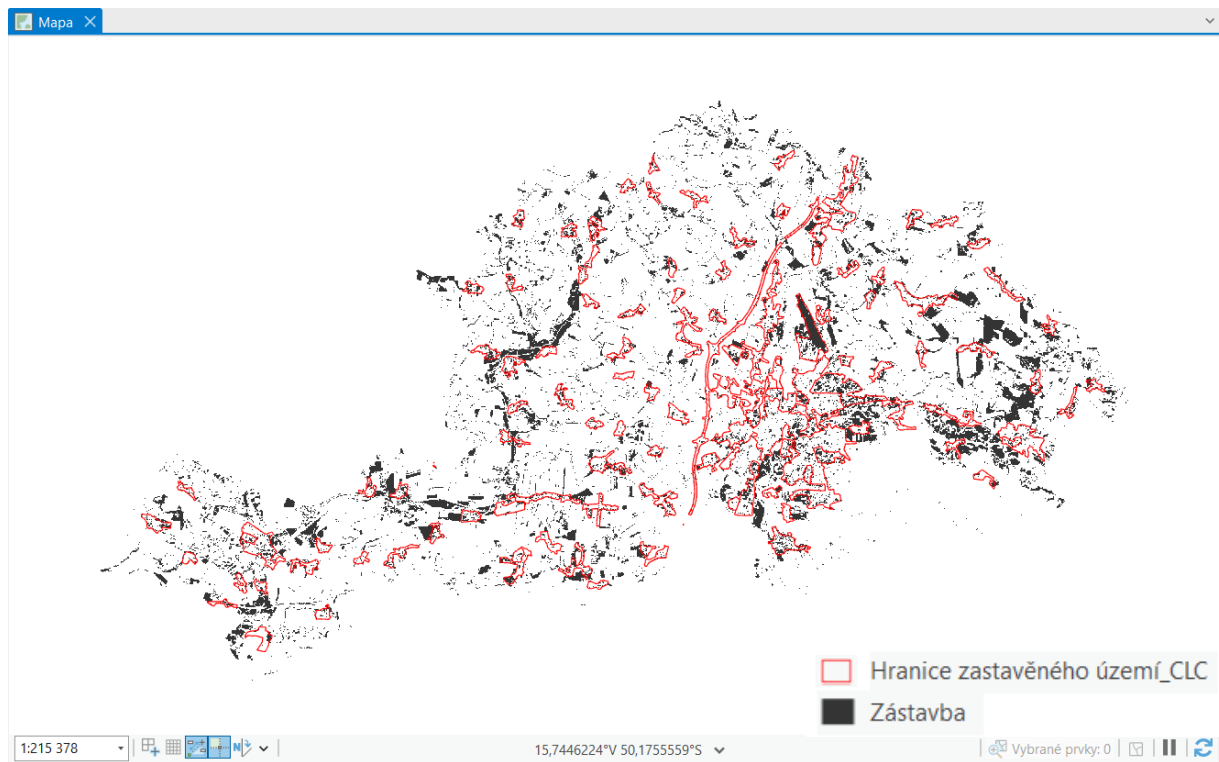 Mapa
Hranice zastavěného území_CLC
Zástavba
1:215 378
N
15,7446224°V 50,1755559°S
Vybrané prvky: 0